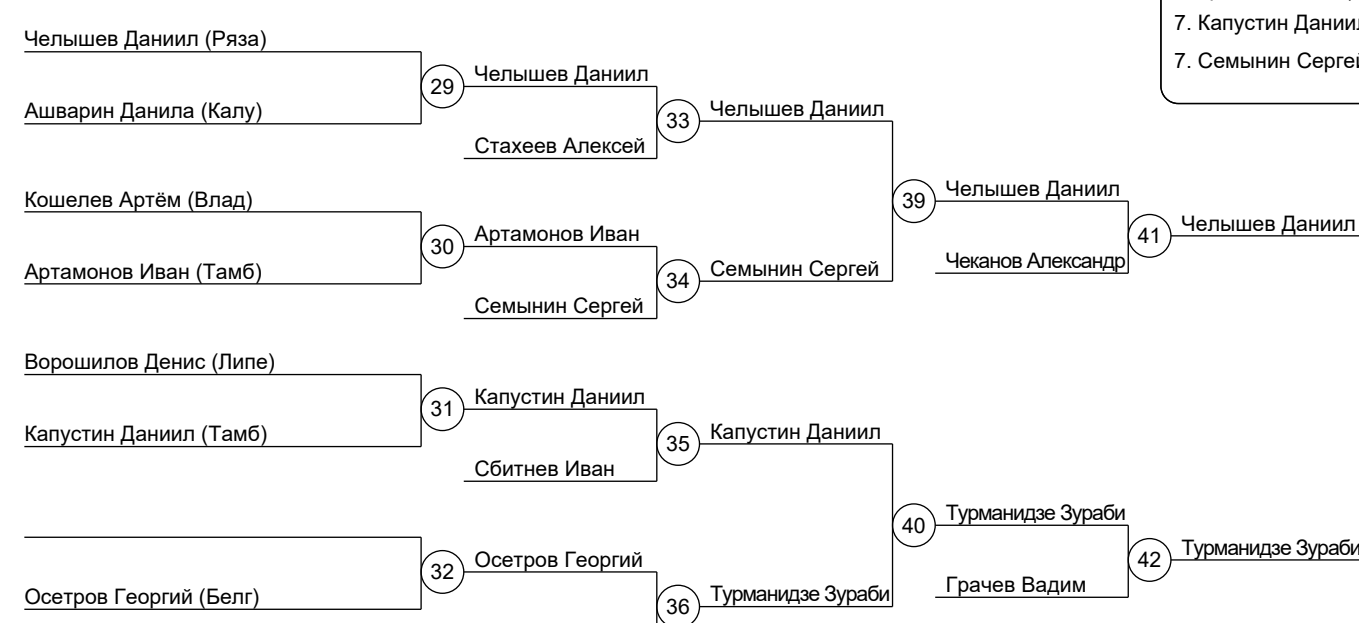 7. Капустин Даниил
7. Семынин Сергей
Челышев Даниил (Ряза)
29
Челышев Даниил
Ашварин Данила (Калу)
33
Челышев Даниил
Стахеев Алексей
Кошелев Артём (Влад)
39
Челышев Даниил
30
Артамонов Иван
41
Челышев Даниил
Артамонов Иван (Тамб)
34
Семынин Сергей
Чеканов Александр
Семынин Сергей
Ворошилов Денис (Липе)
31
Капустин Даниил
Капустин Даниил (Тамб)
35
Капустин Даниил
Сбитнев Иван
40
Турманидзе Зураби
32
Осетров Георгий
42
Турманидзе Зураби
Осетров Георгий (Белг)
36
Турманидзе Зураби
Грачев Вадим